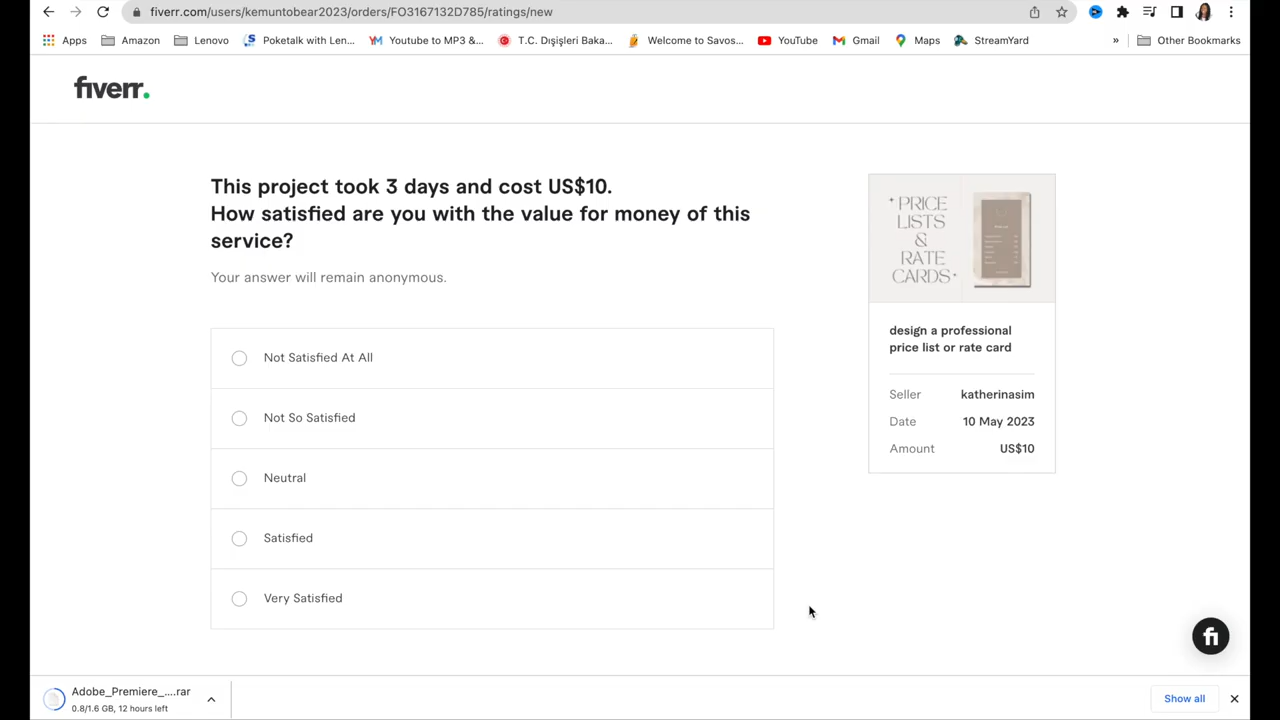 fiverr.com/users/kemuntobear2023/orders/FO3167132D785/ratings/new
Apps Amazon Lenovo Poketalk with Len... Youtube to MP3 &... T.C. Dışişleri Baka... Welcome to Savos... YouTube Gmail Maps StreamYard » Other Bookmarks
fiverr.
This project took 3 days and cost US$10.
How satisfied are you with the value for money of this
service?
Your answer will remain anonymous.
Not Satisfied At All
Not So Satisfied
Neutral
Satisfied
Very Satisfied
PRICE
LISTS
&
RATE
CARDS
design a professional
price list or rate card
Seller katherinasim
Date 10 May 2023
Amount US$10
fi
Adobe_Premiere_....rar
0.8/1.6 GB, 12 hours left
Show all